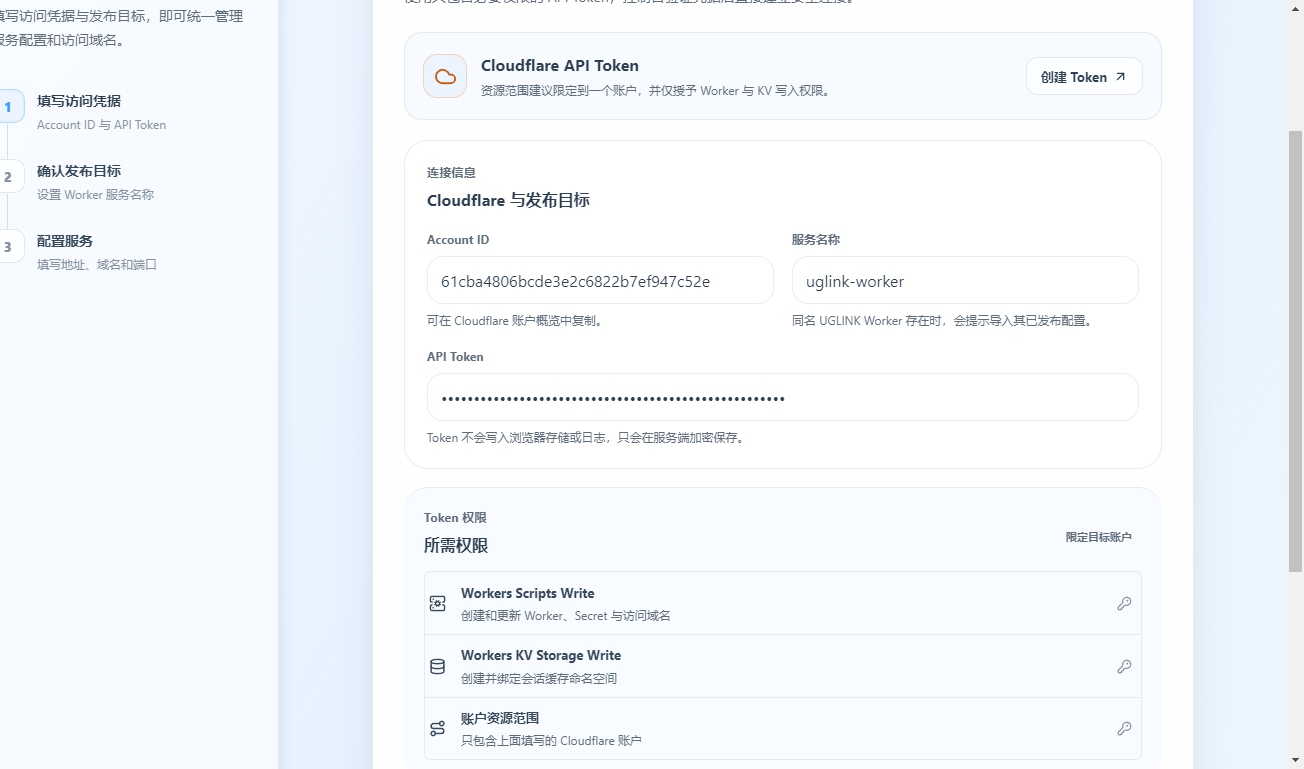 填写访问凭据与发布目标，即可统一管理
服务配置和访问域名。
1
填写访问凭据
Account ID 与 API Token
2
确认发布目标
设置 Worker 服务名称
3
配置服务
填写地址、域名和端口
Cloudflare API Token
资源范围建议限定到一个账户，并仅授予 Worker 与 KV 写入权限。
创建 Token
连接信息
Cloudflare 与发布目标
Account ID
服务名称
61cba4806bcde3e2c6822b7ef947c52e
uglink-worker
可在 Cloudflare 账户概览中复制。
同名 UGLINK Worker 存在时，会提示导入其已发布配置。
API Token
Token 不会写入浏览器存储或日志，只会在服务端加密保存。
Token 权限
所需权限
限定目标账户
Workers Scripts Write
创建和更新 Worker、Secret 与访问域名
Workers KV Storage Write
创建并绑定会话缓存命名空间
账户资源范围
只包含上面填写的 Cloudflare 账户